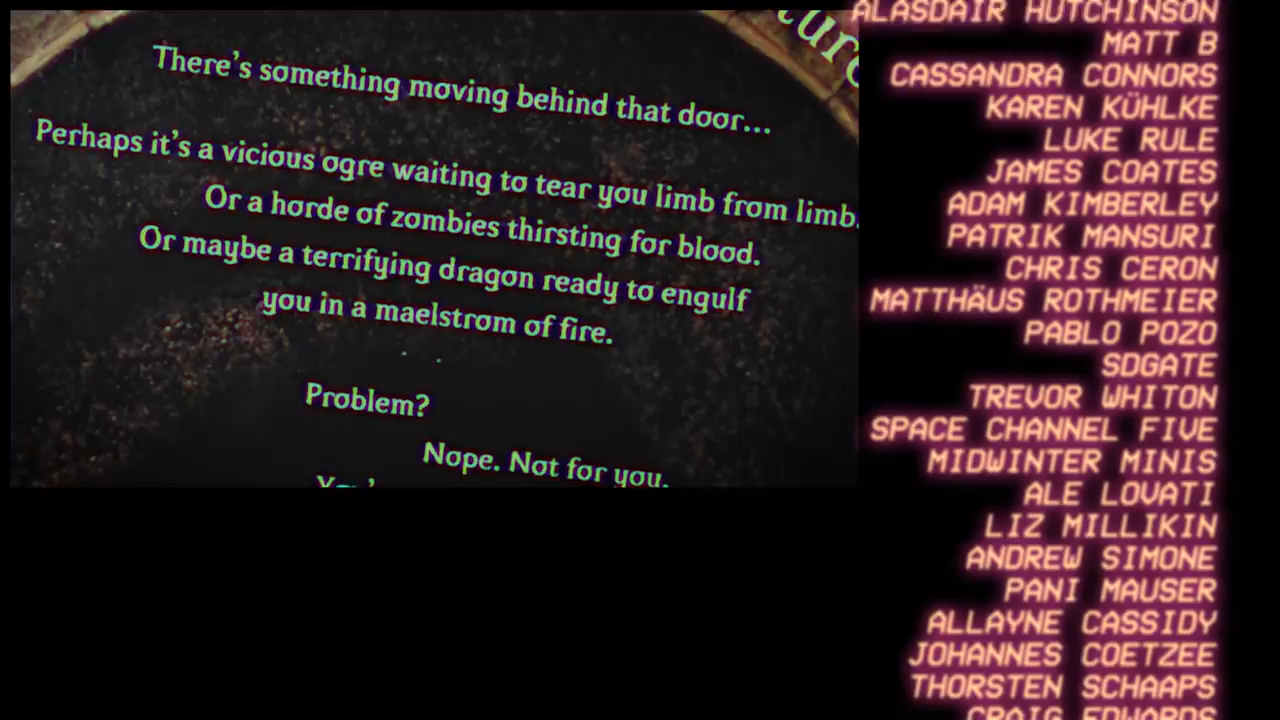 There's something moving behind that door...
Perhaps it's a vicious ogre waiting to tear you limb from limb.
Or a horde of zombies thirsting for blood.
Or maybe a terrifying dragon ready to engulf
you in a maelstrom of fire.
Problem?
Nope. Not for you.
ALASDAIR HUTCHINSON
MATT B
CASSANDRA CONNORS
KAREN KÜHLKE
LUKE RULE
JAMES COATES
ADAM KIMBERLEY
PATRIK MANSURI
CHRIS CERON
MATTHÄUS ROTHMEIER
PABLO POZO
SDGATE
TREVOR WHITON
SPACE CHANNEL FIVE
MIDWINTER MINIS
ALE LOVATI
LIZ MILLIKIN
ANDREW SIMONE
PANI MAUSER
ALLAYNE CASSIDY
JOHANNES COETZEE
THORSTEN SCHAAPS
CRAIG EDWARDS